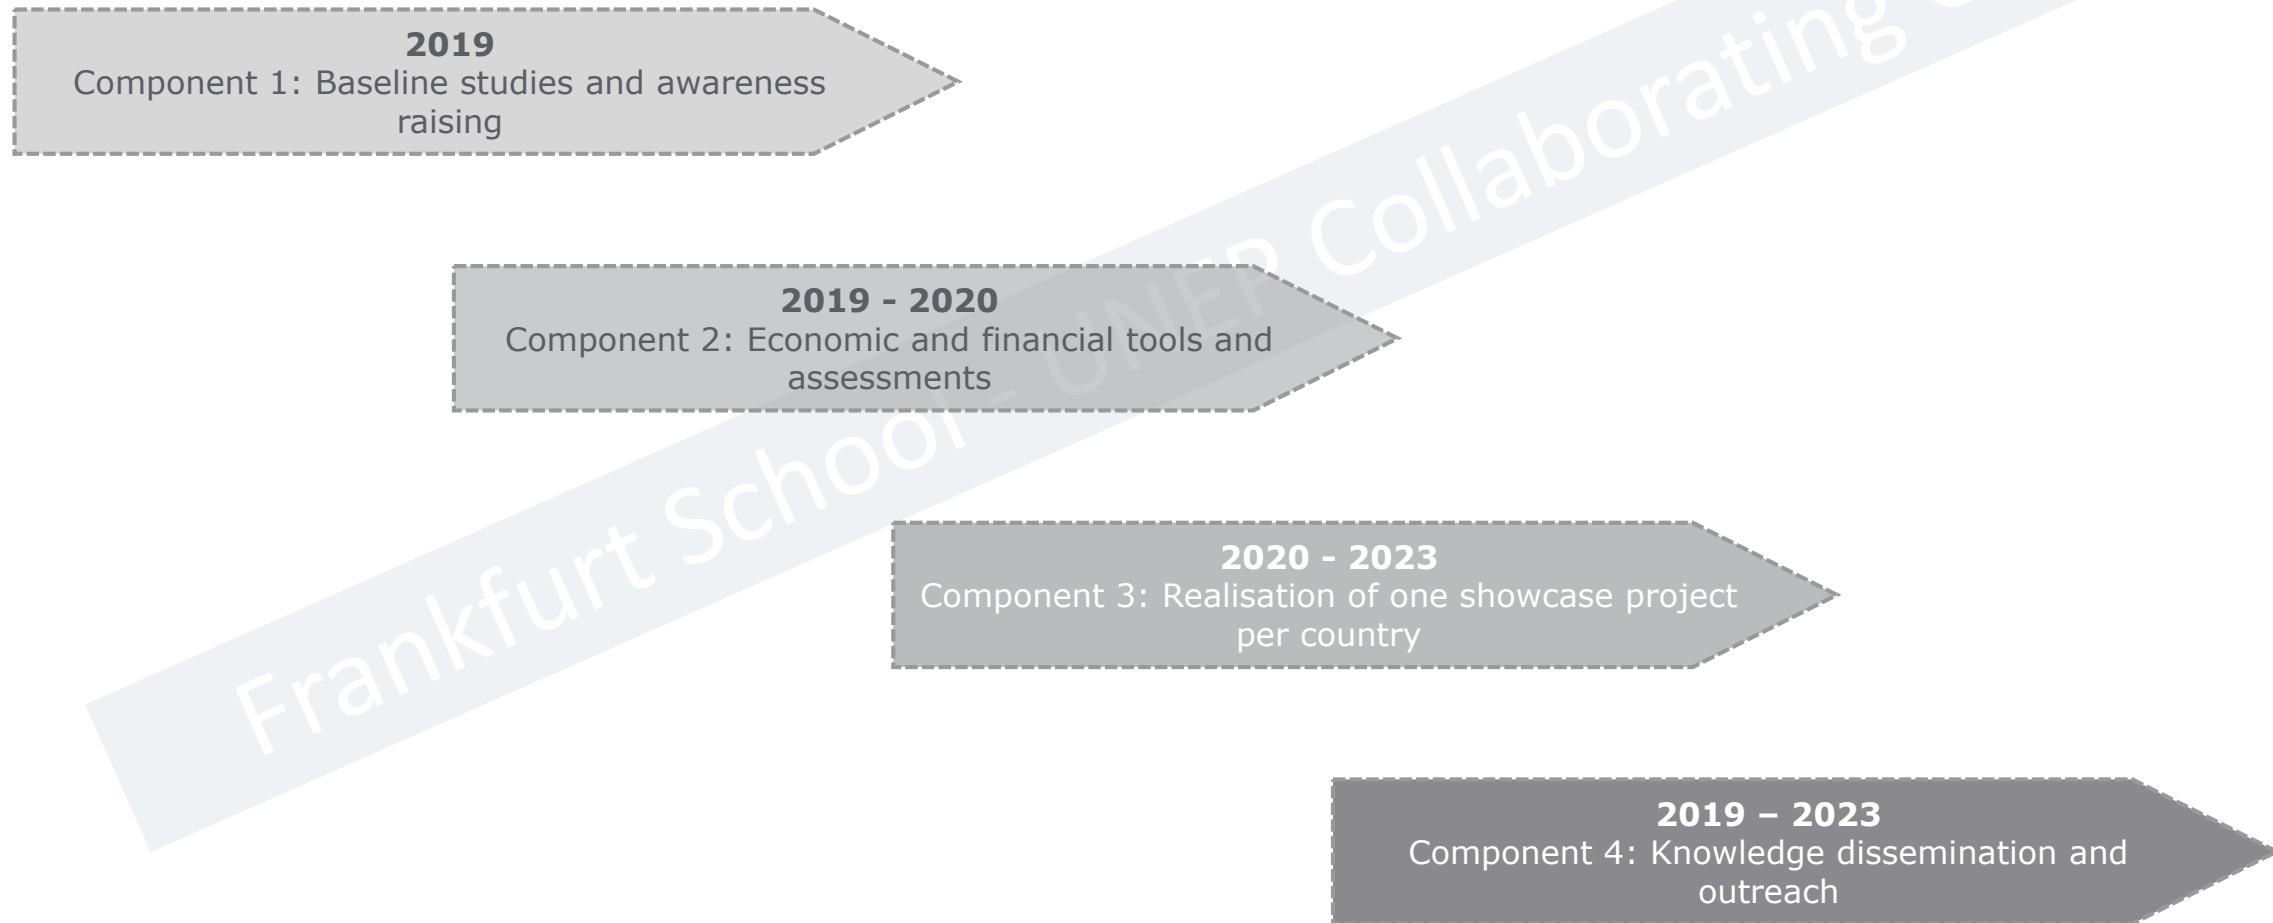 2019
Component 1: Baseline studies and awareness
raising
2019 - 2020
Component 2: Economic and financial tools and
assessments
2020 - 2023
Component 3: Realisation of one showcase project
per country
2019 – 2023
Component 4: Knowledge dissemination and
outreach
Frankfurt School - UNEP Collaborating